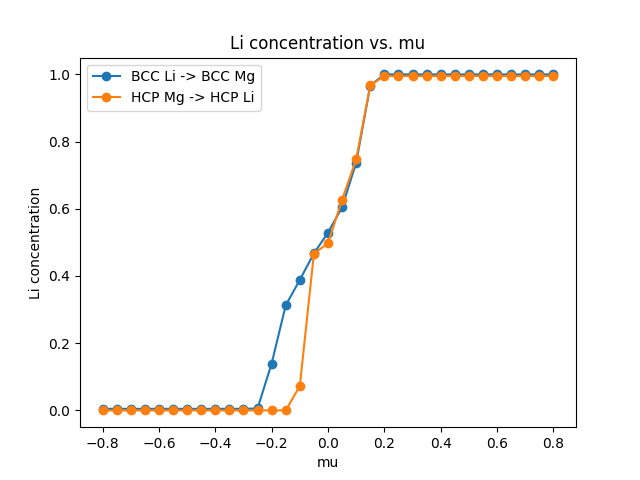 Li concentration vs. mu
BCC Li -> BCC Mg
HCP Mg -> HCP Li
Li concentration
1.0
0.8
0.6
0.4
0.2
0.0
−0.8 −0.6 −0.4 −0.2 0.0 0.2 0.4 0.6 0.8
mu